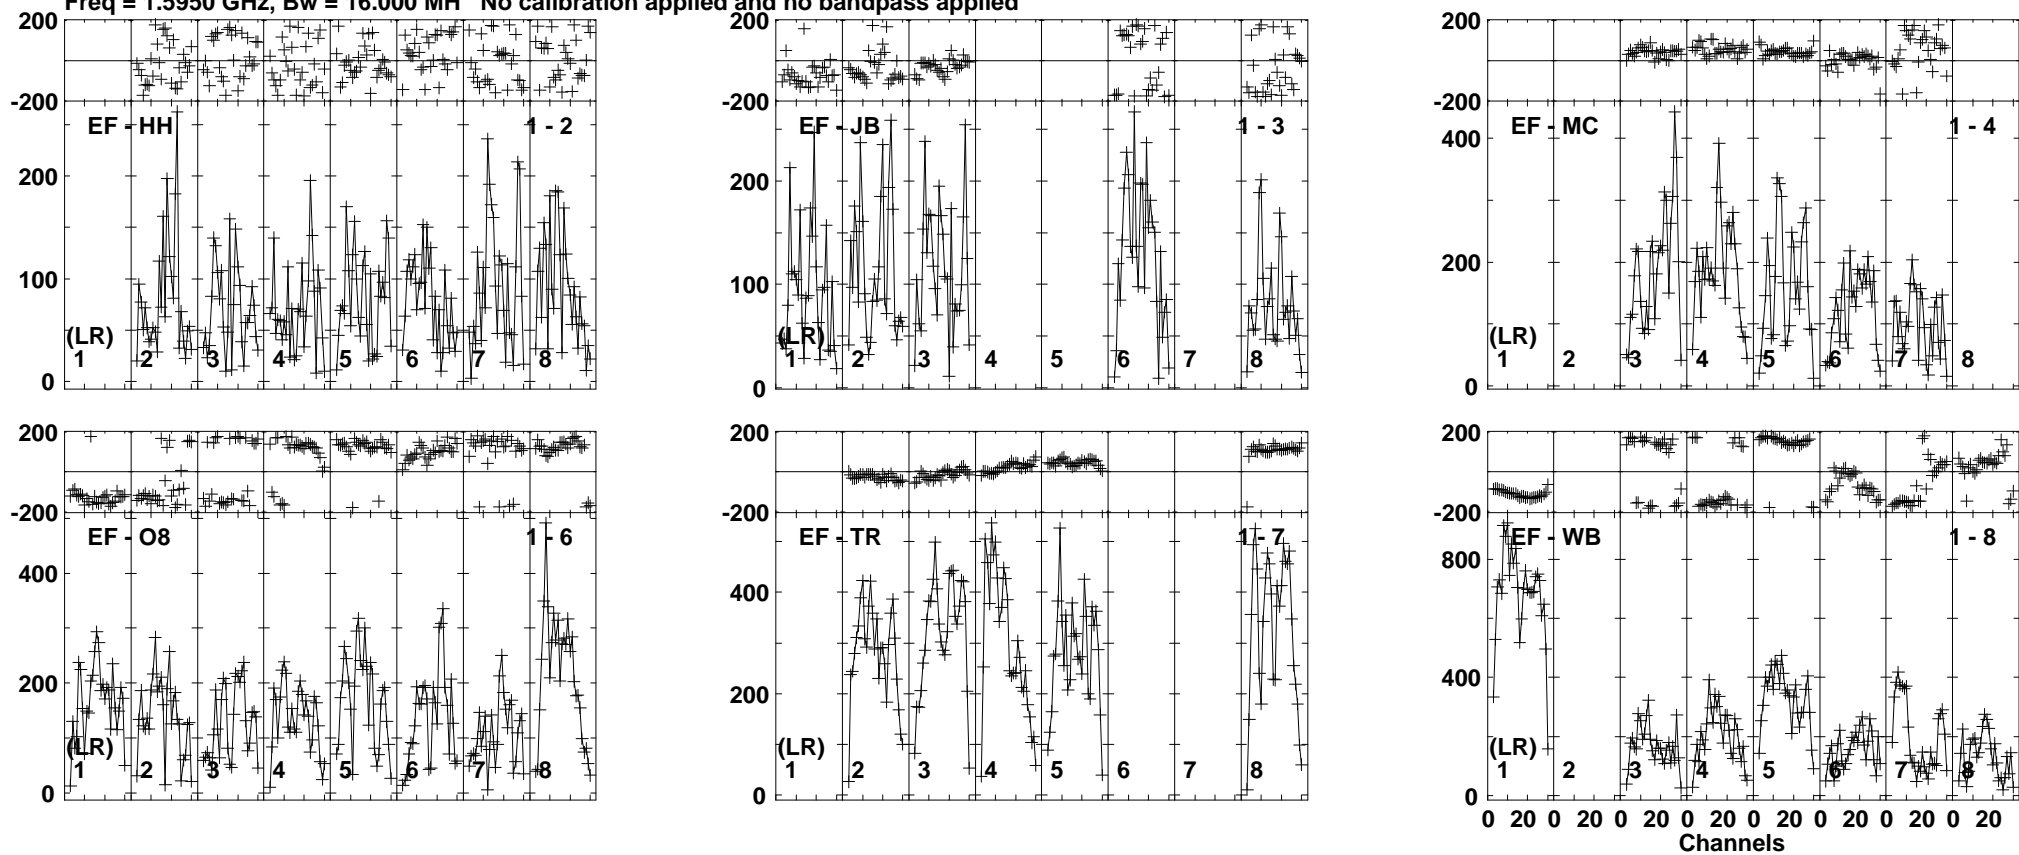 Freq = 1.5950 GHz, Bw = 16.000 MH No calibration applied and no bandpass applied
200
-200
EF - HH
1 - 2
200
100
0
(LR)
1 2 3 4 5 6 7 8
200
-200
EF - JB
1 - 3
200
100
0
(LR)
1 2 3 4 5 6 7 8
200
-200
EF - MC
1 - 4
400
200
0
(LR)
1 2 3 4 5 6 7 8
200
-200
EF - O8
1 - 6
400
200
0
(LR)
1 2 3 4 5 6 7 8
200
-200
EF - TR
1 - 7
400
200
0
(LR)
1 2 3 4 5 6 7 8
200
-200
EF - WB
1 - 8
800
400
0
(LR)
1 2 3 4 5 6 7 8
0 20 0 20 0 20 0 20 0 20 0 20 0 20 0 20
Channels